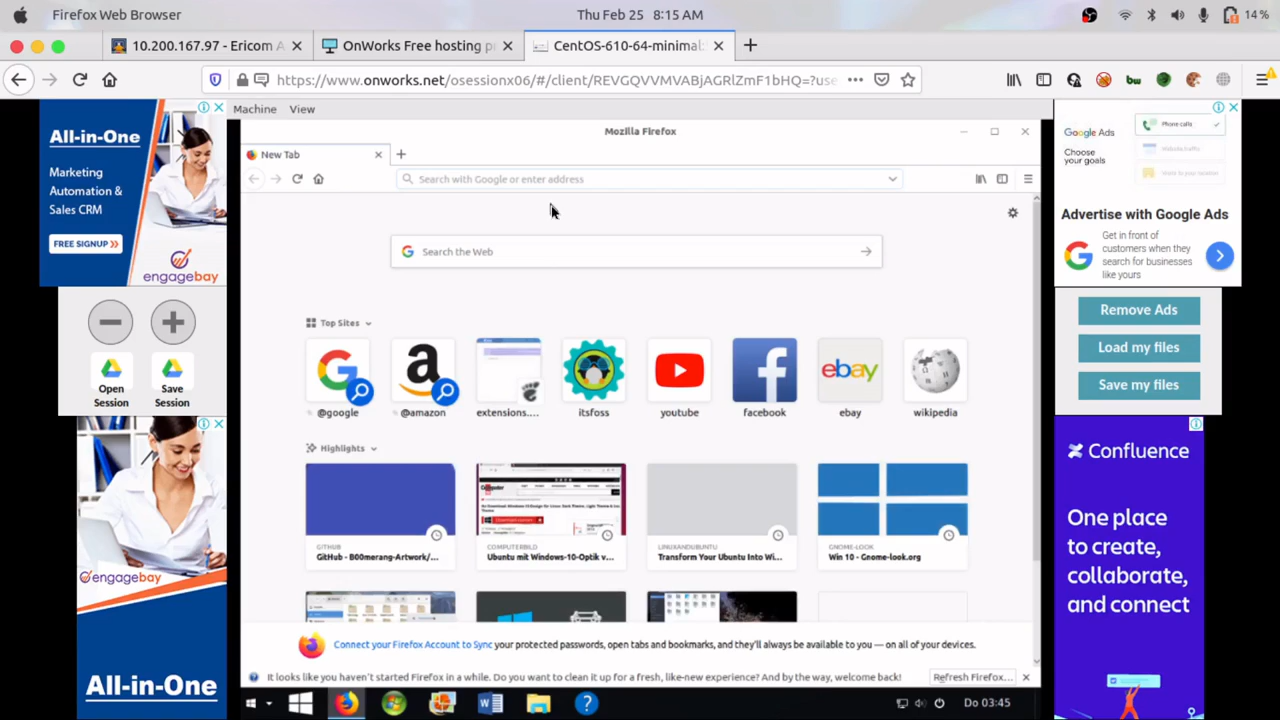 Firefox Web Browser
Thu Feb 25 8:15 AM
14 %
10.200.167.97 - Ericom A
OnWorks Free hosting p
CentOS-610-64-minimal:
https://www.onworks.net/osessionx06/#/client/REVGQVVMVABjAGRlZmF1bHQ=?use
Machine View
All-in-One
Marketing
Automation &
Sales CRM
FREE SIGNUP
engagebay
Open
Session
Save
Session
engagebay
All-in-One
Mozilla Firefox
New Tab
Search with Google or enter address
Search the Web
Top Sites
@google
@amazon
extensions....
itsfoss
youtube
facebook
ebay
wikipedia
Highlights
GITHUB
GitHub - B00merang-Artwork/...
COMPUTERBILD
Ubuntu mit Windows-10-Optik v...
LINUXANDUBUNTU
Transform Your Ubuntu Into Wi...
GNOME-LOOK
Win 10 - Gnome-look.org
Connect your Firefox Account to Sync your protected passwords, open tabs and bookmarks, and they'll always be available to you — on all of your devices.
It looks like you haven't started Firefox in a while. Do you want to clean it up for a fresh, like-new experience? And by the way, welcome back!
Refresh Firefox...
Do 03:45
Google Ads
Choose
your goals
Phone calls
Website traffic
Advertise with Google Ads
Get in front of
customers when they
search for businesses
like yours
Remove Ads
Load my files
Save my files
Confluence
One place
to create,
collaborate,
and connect